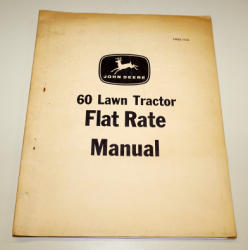 JOHN DEERE
60 Lawn Tractor
Flat Rate
Manual